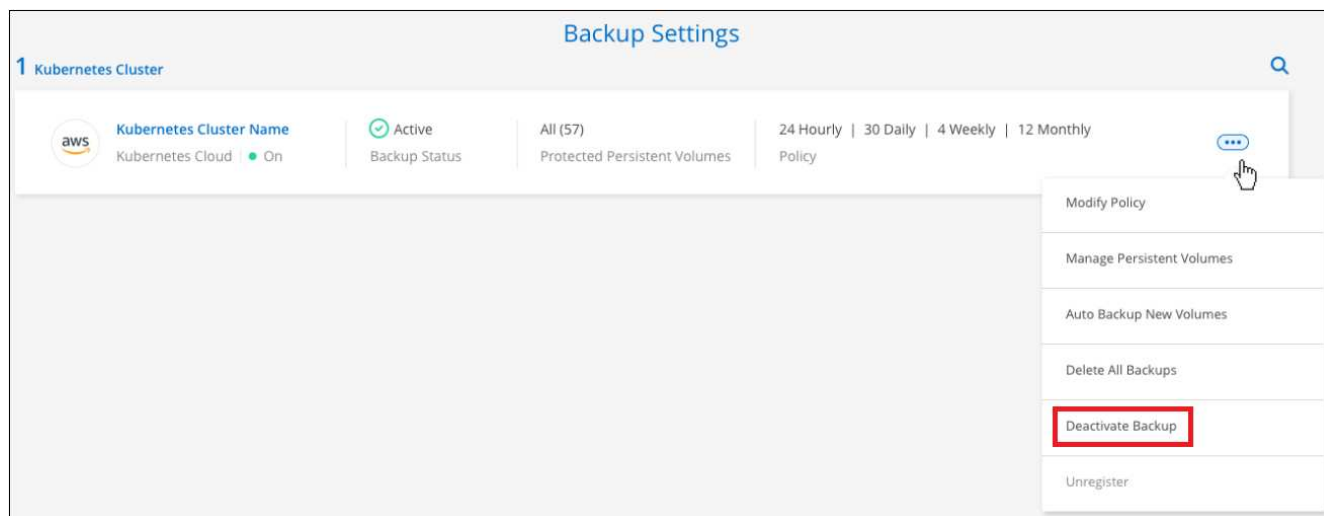 Backup Settings
1 Kubernetes Cluster
aws
Kubernetes Cluster Name
Kubernetes Cloud | On
Active
Backup Status
All (57)
Protected Persistent Volumes
24 Hourly | 30 Daily | 4 Weekly | 12 Monthly
Policy
Modify Policy
Manage Persistent Volumes
Auto Backup New Volumes
Delete All Backups
Deactivate Backup
Unregister